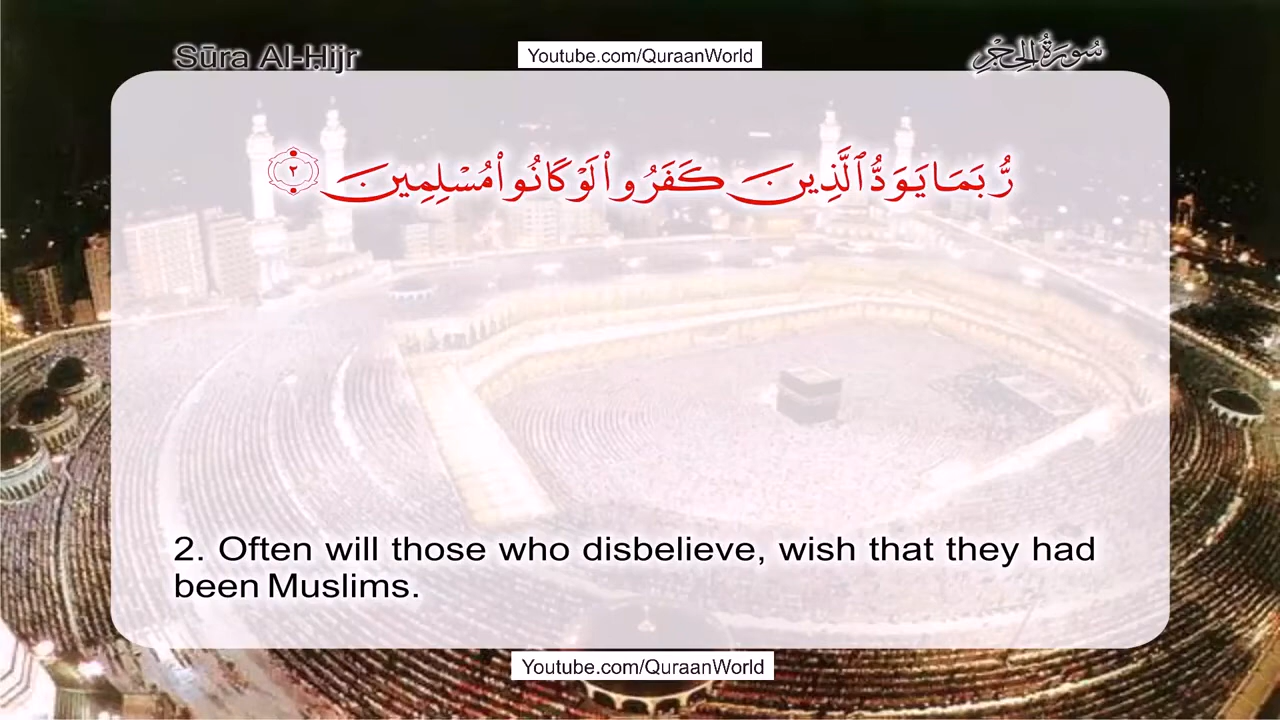 Sūra Al-Ḥijr
Youtube.com/QuraanWorld
سُورَةُ الحِجْرِ
رُّبَمَا يَوَدُّ ٱلَّذِينَ كَفَرُوا۟ لَوْ كَانُوا۟ مُسْلِمِينَ ٢
2. Often will those who disbelieve, wish that they had
been Muslims.
Youtube.com/QuraanWorld